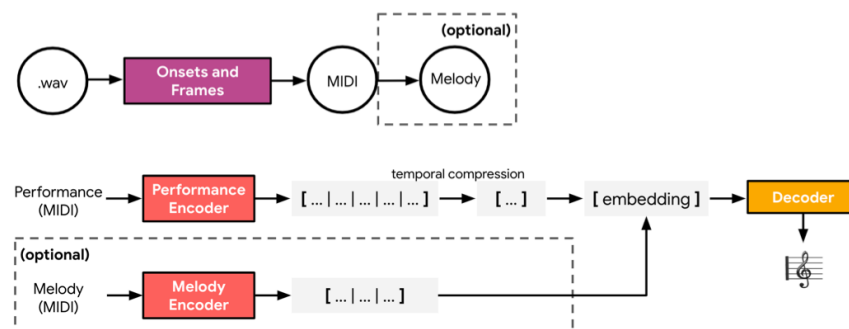 (optional)
.wav
Onsets and
Frames
MIDI
Melody
temporal compression
Performance
(MIDI)
Performance
Encoder
[ ... | ... | ... | ... | ... ]
[ ... ]
[ embedding ]
Decoder
(optional)
Melody
(MIDI)
Melody
Encoder
[ ... | ... | ... ]